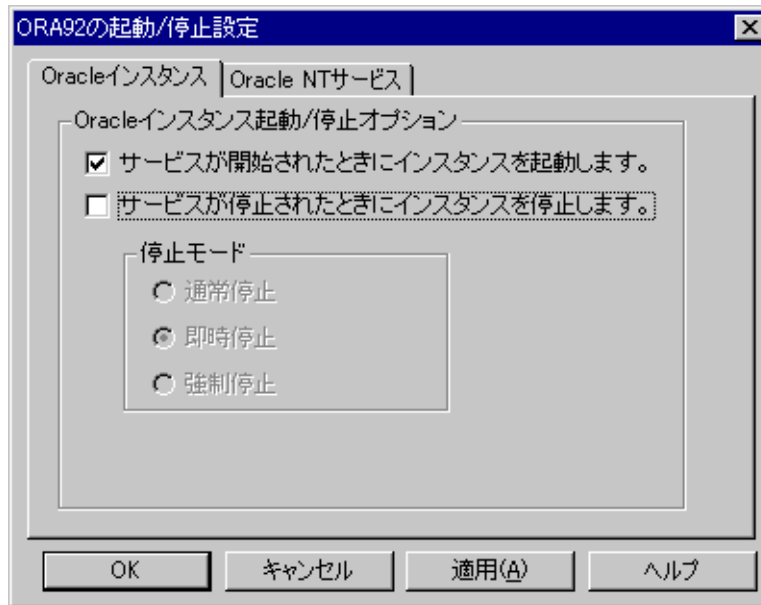 ORA92の起動/停止設定
Oracleインスタンス Oracle NTサービス
Oracleインスタンス起動/停止オプション
サービスが開始されたときにインスタンスを起動します。
サービスが停止されたときにインスタンスを停止します。
停止モード
通常停止
即時停止
強制停止
OK キャンセル 適用(A) ヘルプ